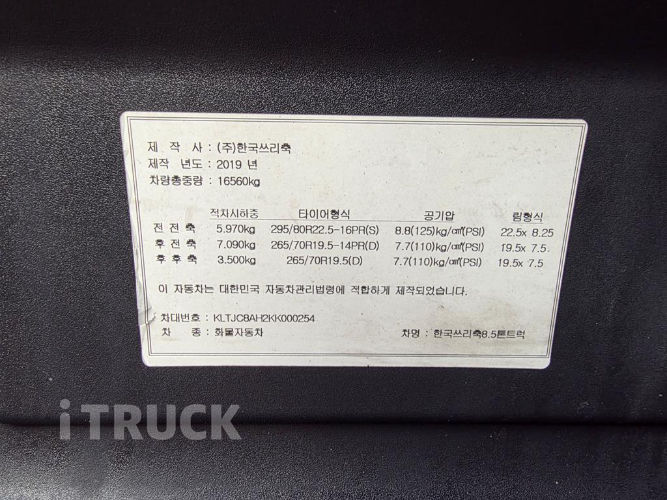 제 작 사 : (주)한국쓰리축
제작 년도 : 2019 년
차량총중량 : 16560kg
적차시하중 타이어형식 공기압 림형식
전 전 축 5.970kg 295/80R22.5-16PR(S) 8.8(125)kg/㎠(PSI) 22.5x 8.25
후 전 축 7.090kg 265/70R19.5-14PR(D) 7.7(110)kg/㎠(PSI) 19.5x 7.5
후 후 축 3.500kg 265/70R19.5(D) 7.7(110)kg/㎠(PSI) 19.5x 7.5
이 자동차는 대한민국 자동차관리법령에 적합하게 제작되었습니다.
차대번호 : KLTJC8AH2KK000254
차 종 : 화물자동차 차명 : 한국쓰리축8.5톤트럭
iTRUCK